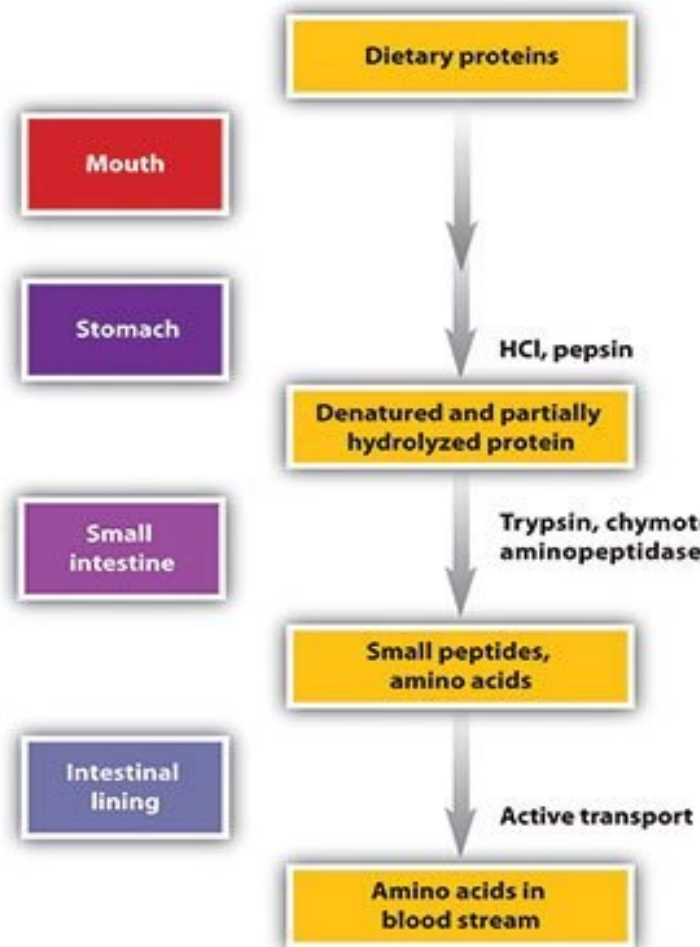 Dietary proteins
Mouth
Stomach
HCl, pepsin
Denatured and partially
hydrolyzed protein
Small
intestine
Trypsin, chymot
aminopeptidase
Small peptides,
amino acids
Intestinal
lining
Active transport
Amino acids in
blood stream